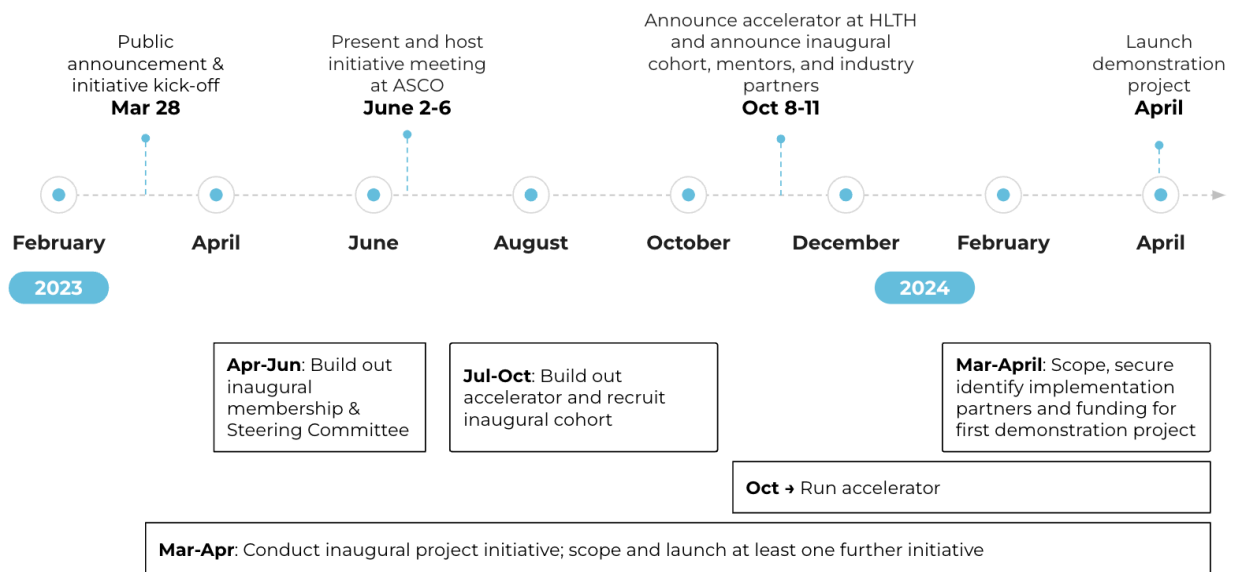 Public
announcement &
initiative kick-off
Mar 28
Present and host
initiative meeting
at ASCO
June 2-6
Announce accelerator at HLTH
and announce inaugural
cohort, mentors, and industry
partners
Oct 8-11
Launch
demonstration
project
April
February
April
June
August
October
December
February
April
2023
2024
Apr-Jun: Build out
inaugural
membership &
Steering Committee
Jul-Oct: Build out
accelerator and recruit
inaugural cohort
Mar-April: Scope, secure
identify implementation
partners and funding for
first demonstration project
Oct → Run accelerator
Mar-Apr: Conduct inaugural project initiative; scope and launch at least one further initiative